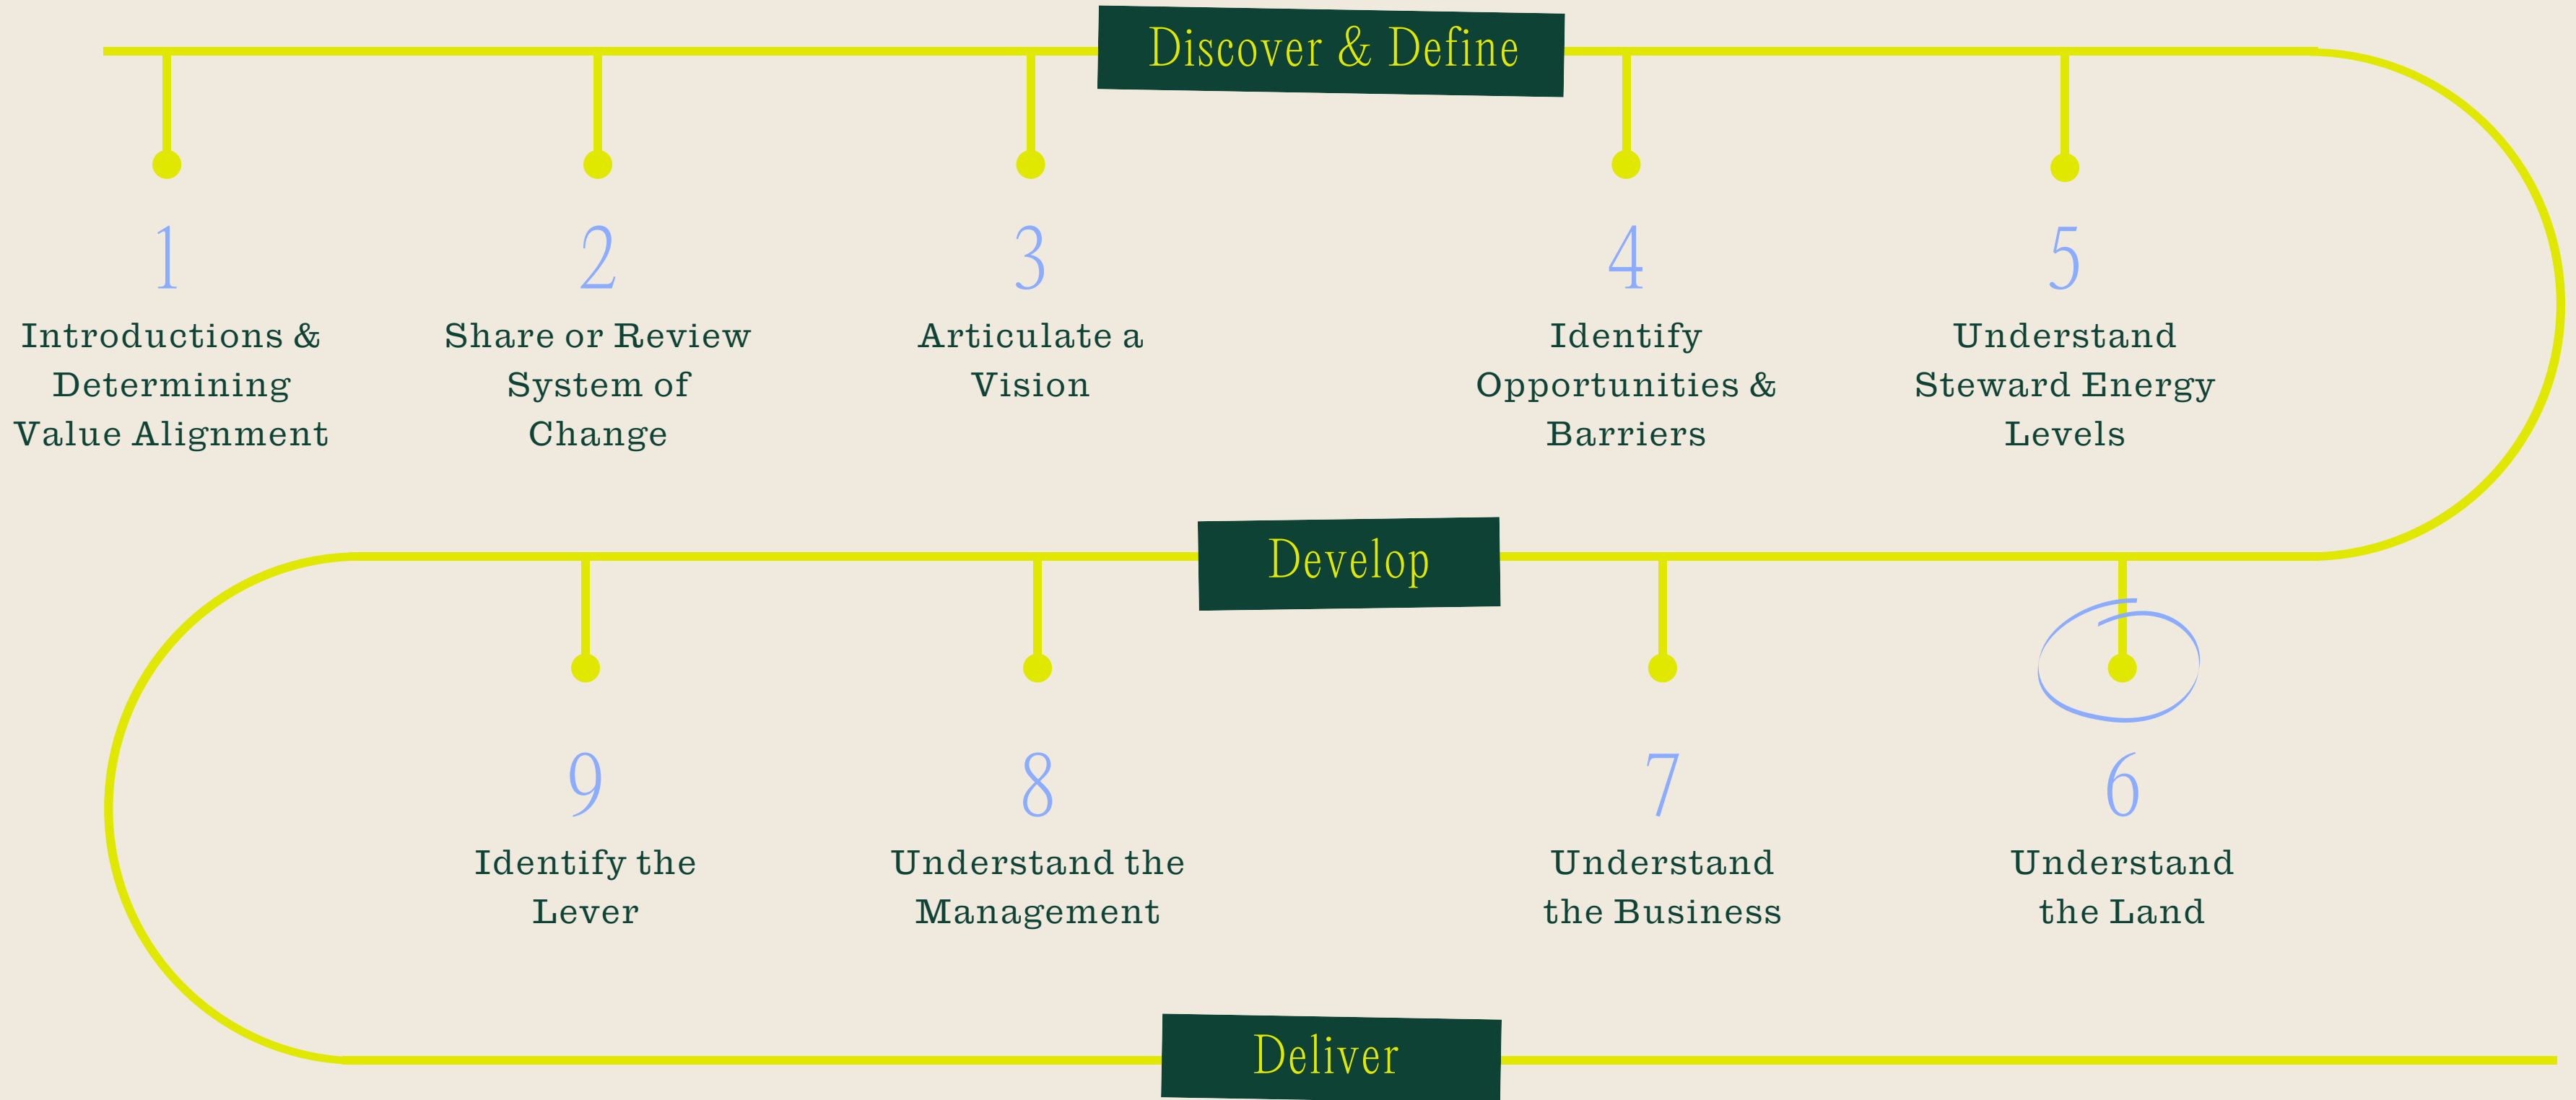 Discover & Define
1
Introductions &
Determining
Value Alignment
2
Share or Review
System of
Change
3
Articulate a
Vision
4
Identify
Opportunities &
Barriers
5
Understand
Steward Energy
Levels
Develop
6
Understand
the Land
7
Understand
the Business
8
Understand the
Management
9
Identify the
Lever
Deliver